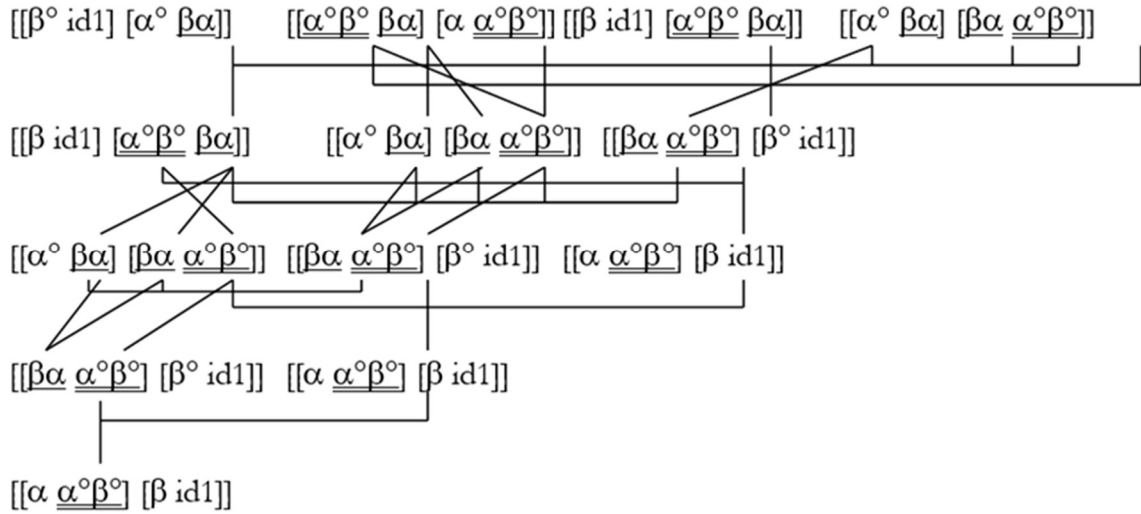 [[β° id1] [α° βα]] [[α°β° βα] [α α°β°]] [[β id1] [α°β° βα]] [[α° βα] [βα α°β°]]
[[β id1] [α°β° βα]] [[α° βα] [βα α°β°]] [[βα α°β°] [β° id1]]
[[α° βα] [βα α°β°]] [[βα α°β°] [β° id1]] [[α α°β°] [β id1]]
[[βα α°β°] [β° id1]] [[α α°β°] [β id1]]
[[α α°β°] [β id1]]